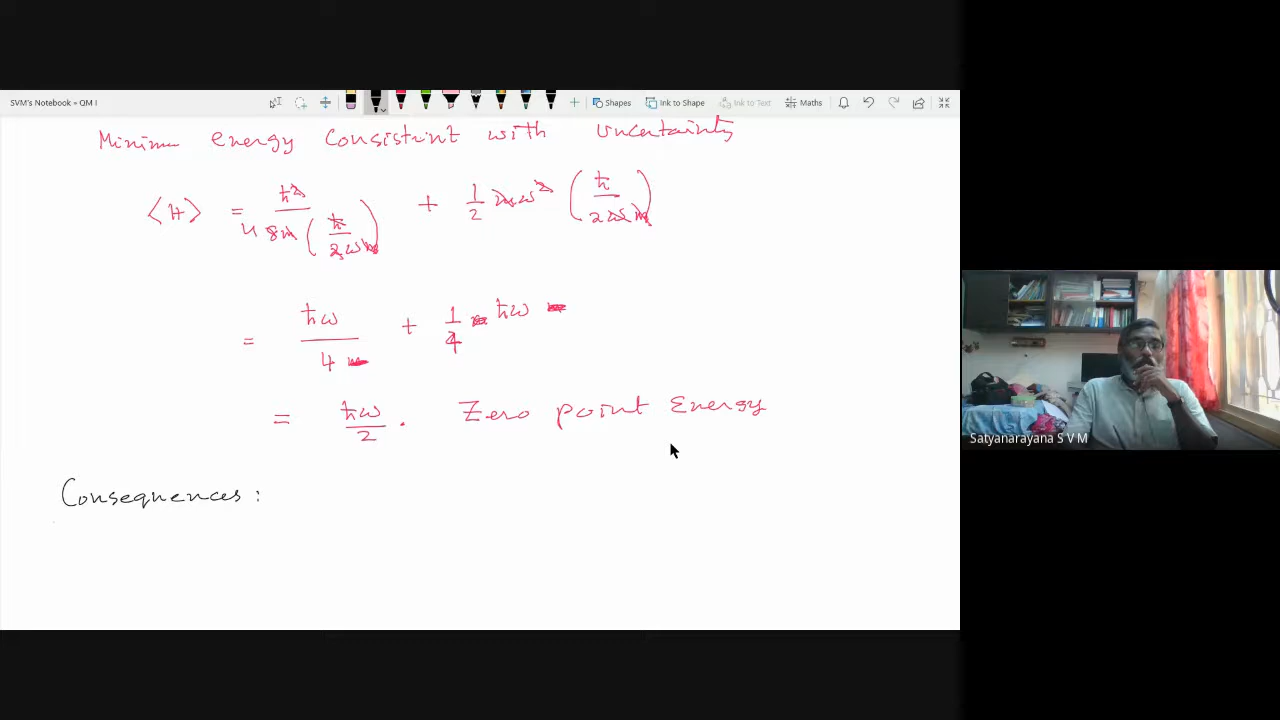 SVM's Notebook » QM I
Shapes Ink to Shape Ink to Text Maths
Minimum energy consistint with uncertainty
⟨H⟩ = ħ² / 4 8m (ħ / 2ωm) + 1/2 mω² (ħ / 2ωm)
= ħω / 4 + 1/4 ħω
= ħω / 2 . Zero point Energy
Consequences :
Satyanarayana S V M